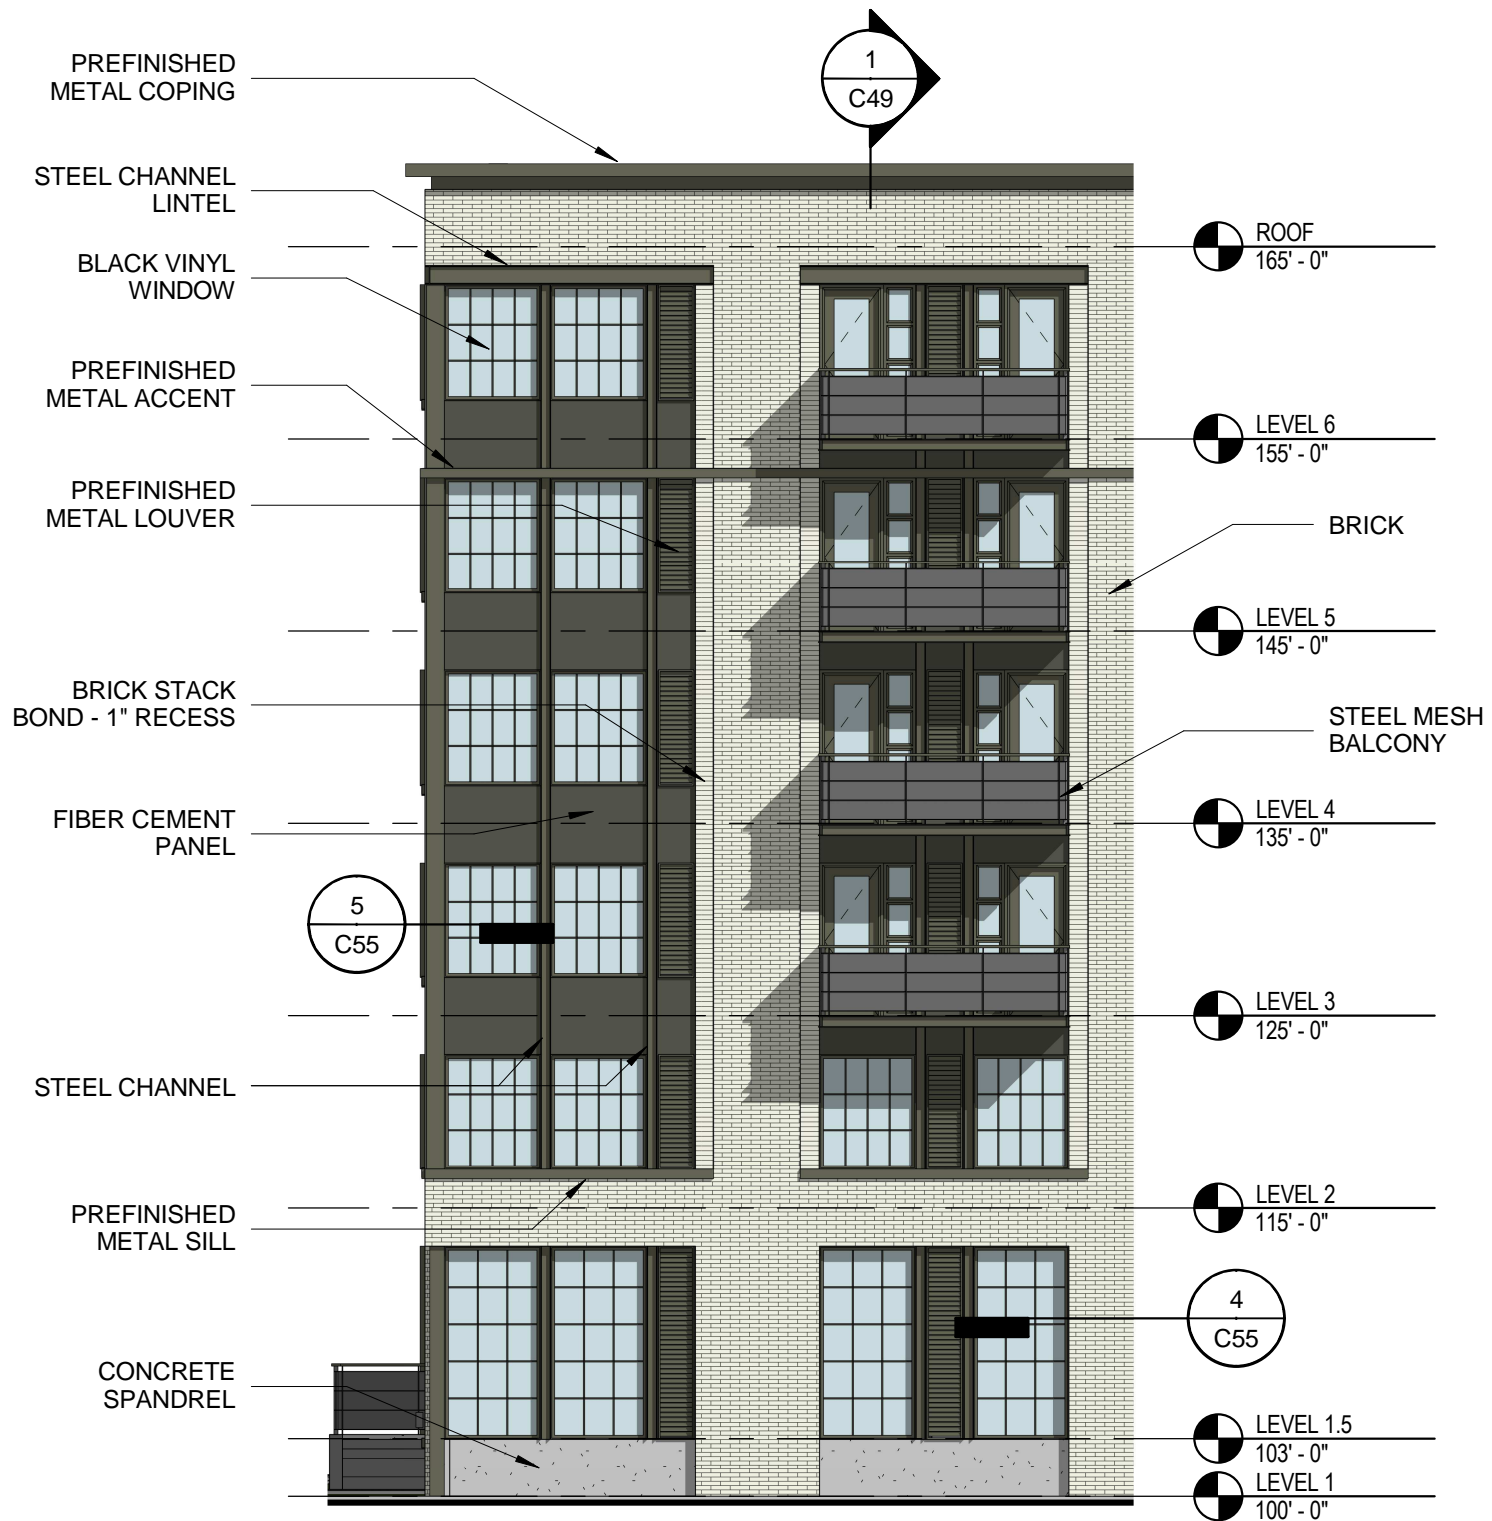 1
C49
PREFINISHED
METAL COPING
STEEL CHANNEL
LINTEL
BLACK VINYL
WINDOW
PREFINISHED
METAL ACCENT
PREFINISHED
METAL LOUVER
BRICK STACK
BOND - 1" RECESS
FIBER CEMENT
PANEL
5
C55
STEEL CHANNEL
PREFINISHED
METAL SILL
CONCRETE
SPANDREL
ROOF
165' - 0"
LEVEL 6
155' - 0"
BRICK
LEVEL 5
145' - 0"
STEEL MESH
BALCONY
LEVEL 4
135' - 0"
LEVEL 3
125' - 0"
LEVEL 2
115' - 0"
4
C55
LEVEL 1.5
103' - 0"
LEVEL 1
100' - 0"